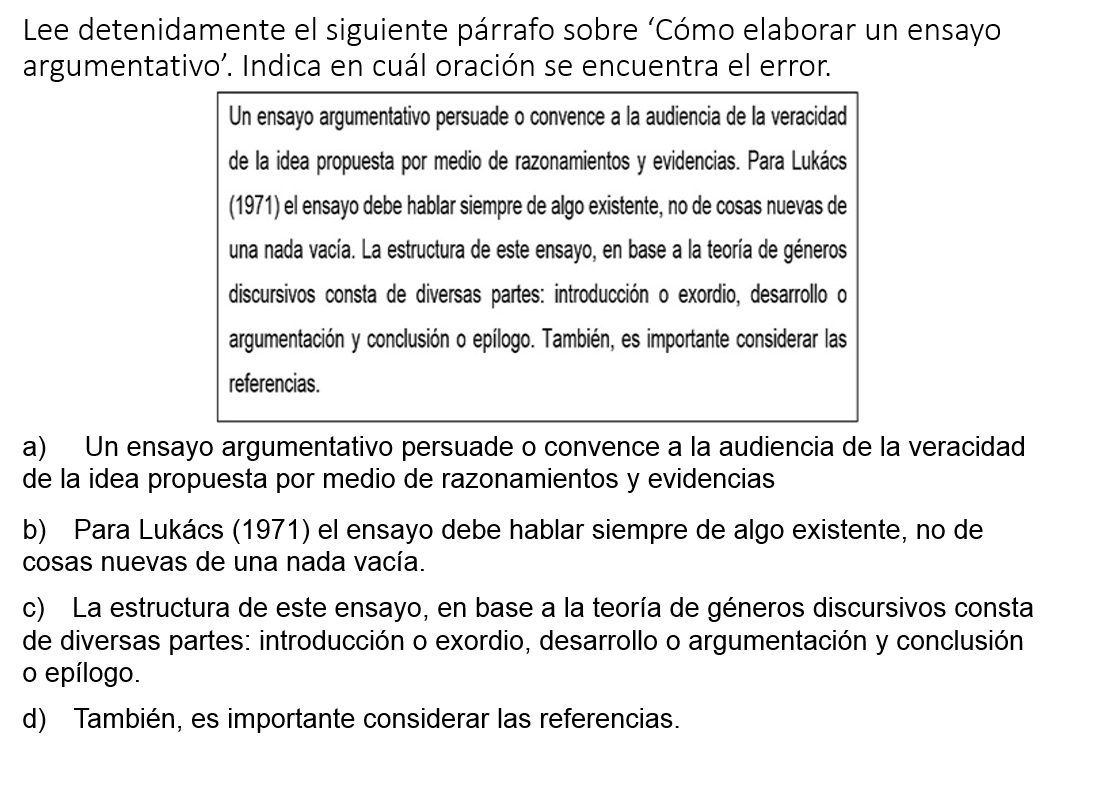 Lee detenidamente el siguiente párrafo sobre ‘Cómo elaborar un ensayo
argumentativo’. Indica en cuál oración se encuentra el error.
Un ensayo argumentativo persuade o convence a la audiencia de la veracidad
de la idea propuesta por medio de razonamientos y evidencias. Para Lukács
(1971) el ensayo debe hablar siempre de algo existente, no de cosas nuevas de
una nada vacía. La estructura de este ensayo, en base a la teoría de géneros
discursivos consta de diversas partes: introducción o exordio, desarrollo o
argumentación y conclusión o epílogo. También, es importante considerar las
referencias.
a) Un ensayo argumentativo persuade o convence a la audiencia de la veracidad
de la idea propuesta por medio de razonamientos y evidencias
b) Para Lukács (1971) el ensayo debe hablar siempre de algo existente, no de
cosas nuevas de una nada vacía.
c) La estructura de este ensayo, en base a la teoría de géneros discursivos consta
de diversas partes: introducción o exordio, desarrollo o argumentación y conclusión
o epílogo.
d) También, es importante considerar las referencias.